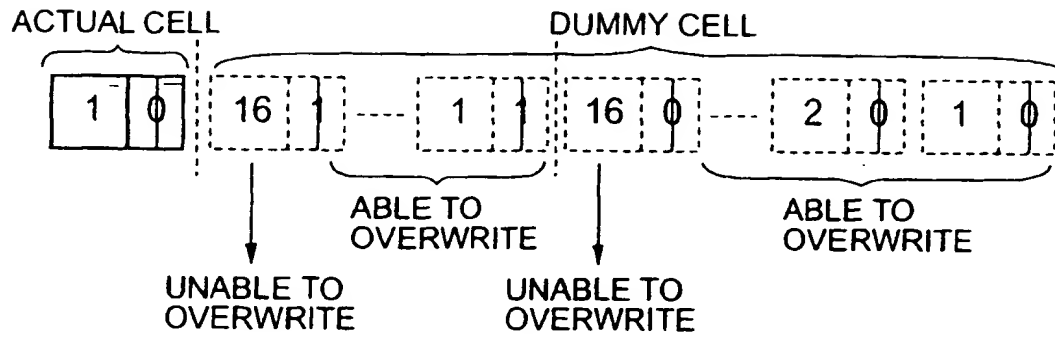 ACTUAL CELL DUMMY CELL
1 0 16 1 1 1 16 0 2 0 1 0
ABLE TO
OVERWRITE
ABLE TO
OVERWRITE
UNABLE TO
OVERWRITE
UNABLE TO
OVERWRITE